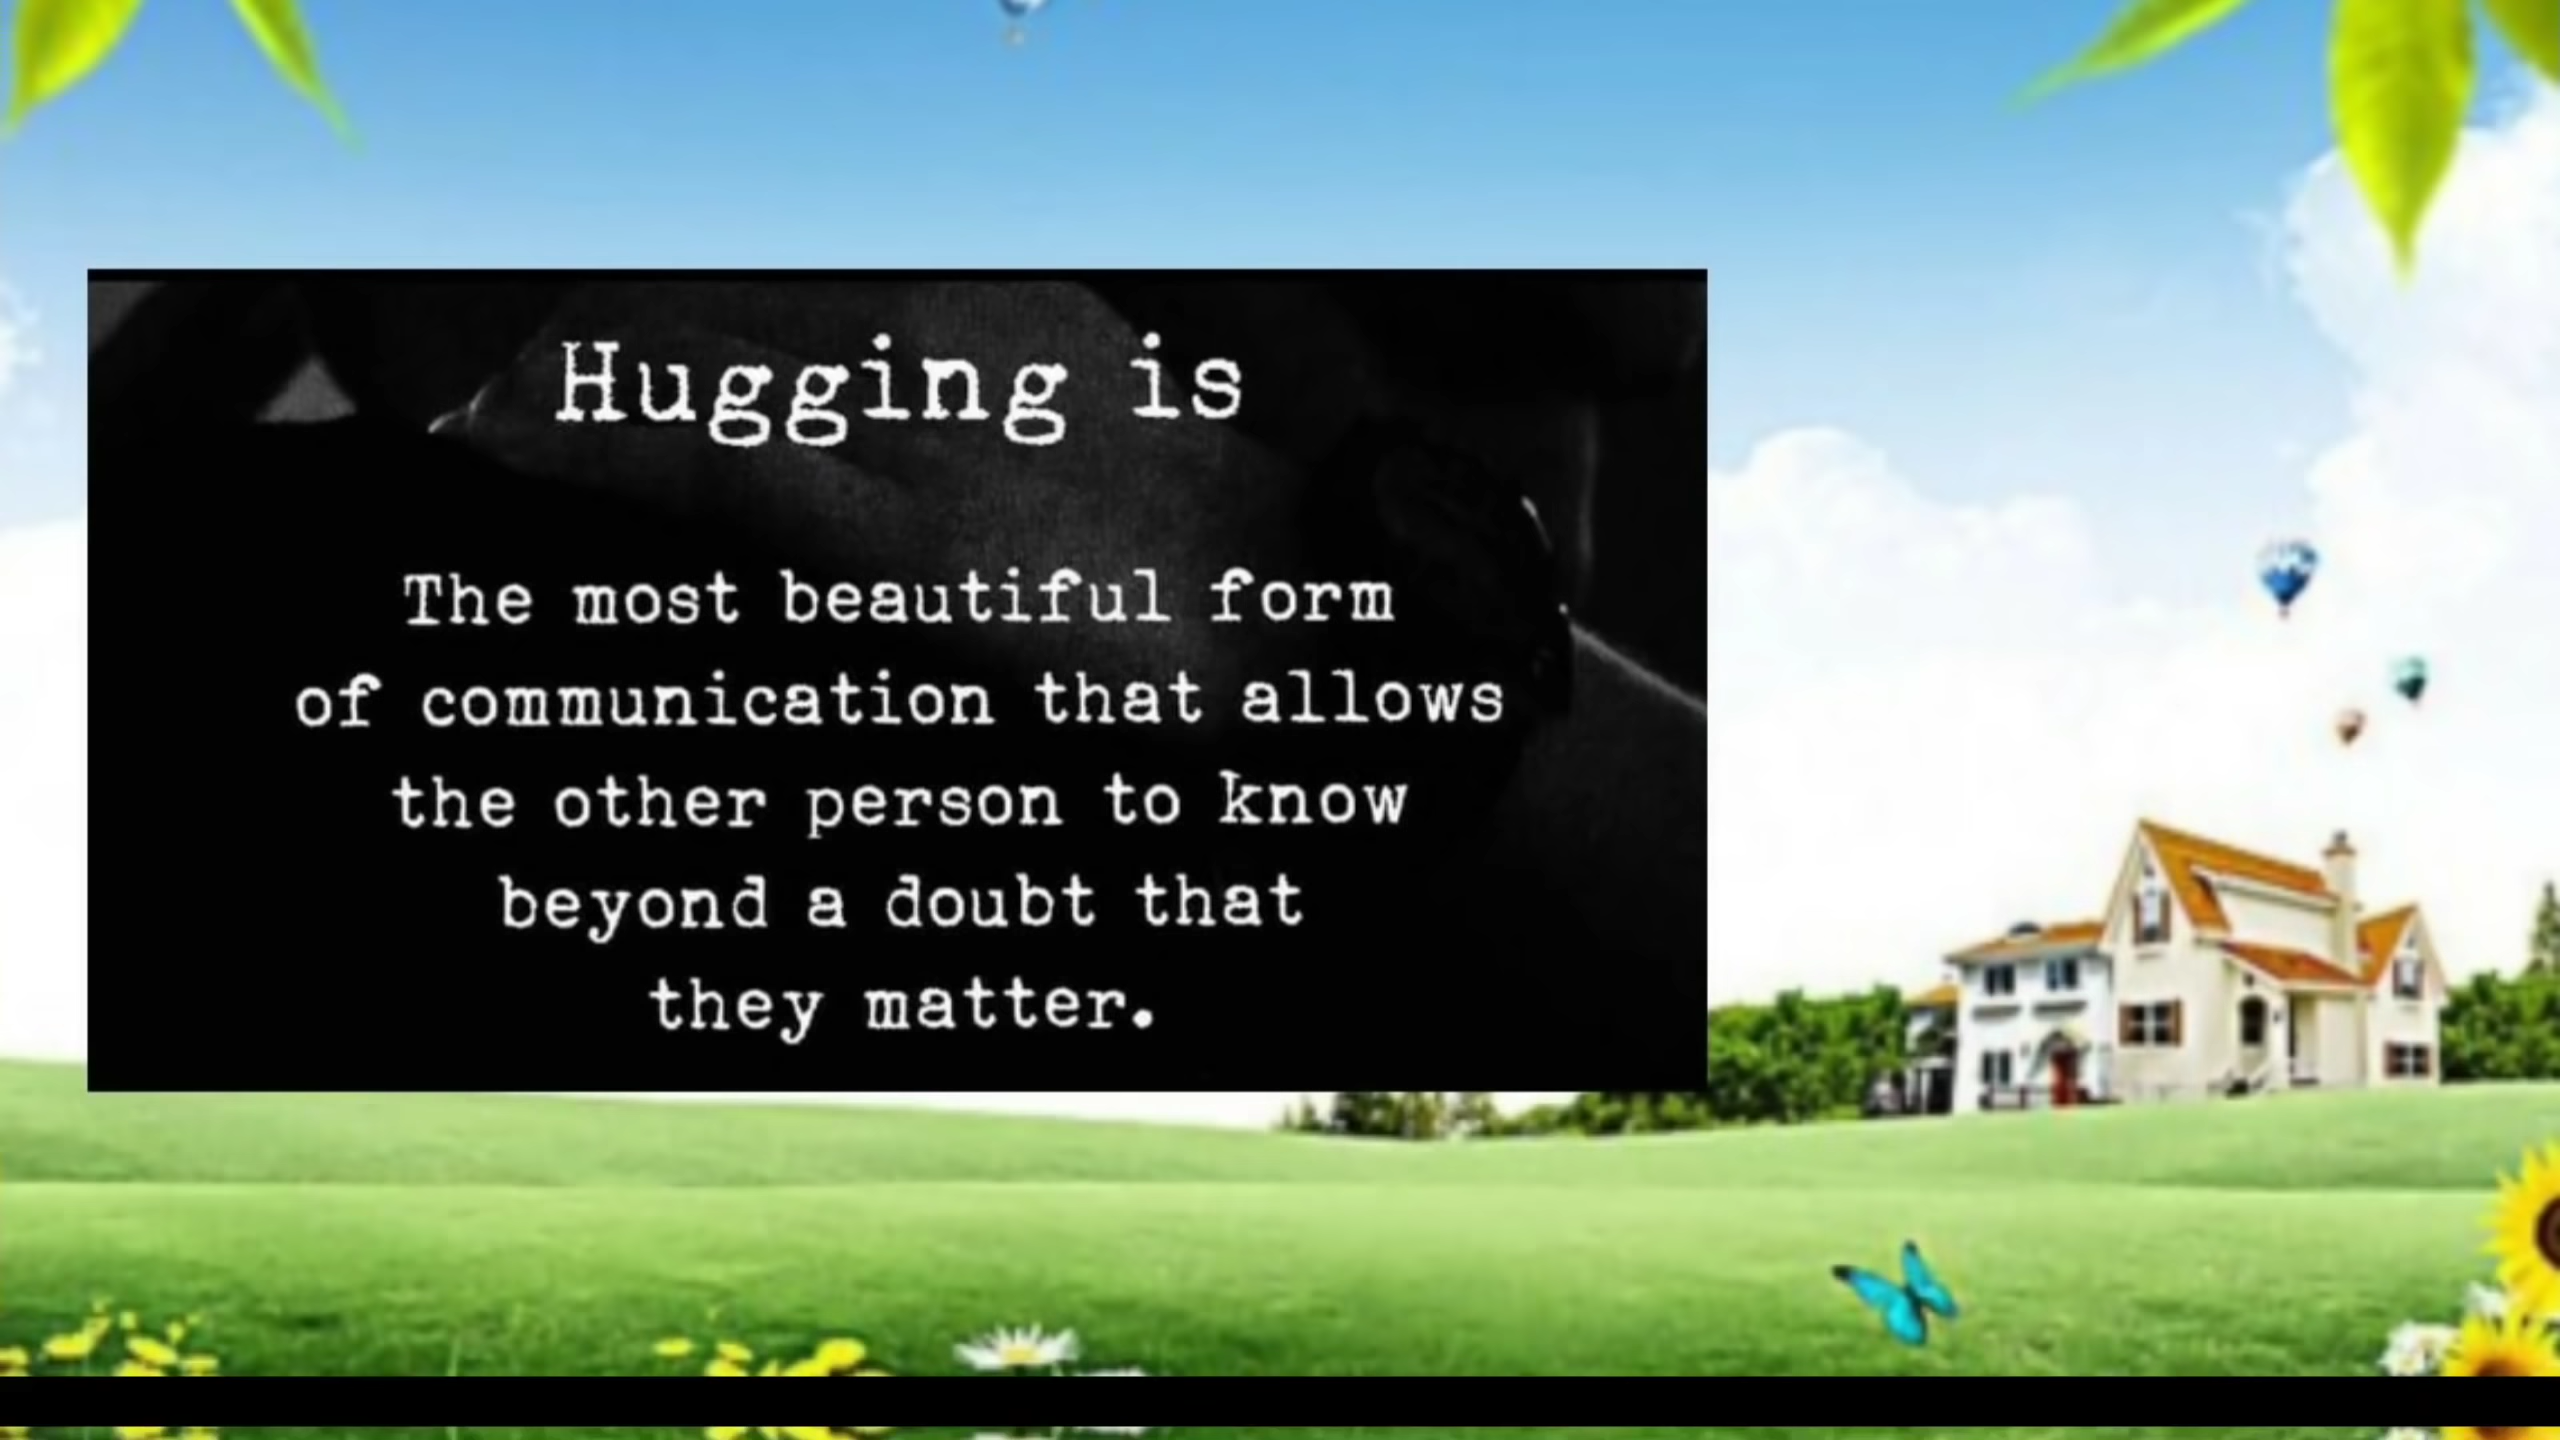 Hugging is
The most beautiful form
of communication that allows
the other person to know
beyond a doubt that
they matter.